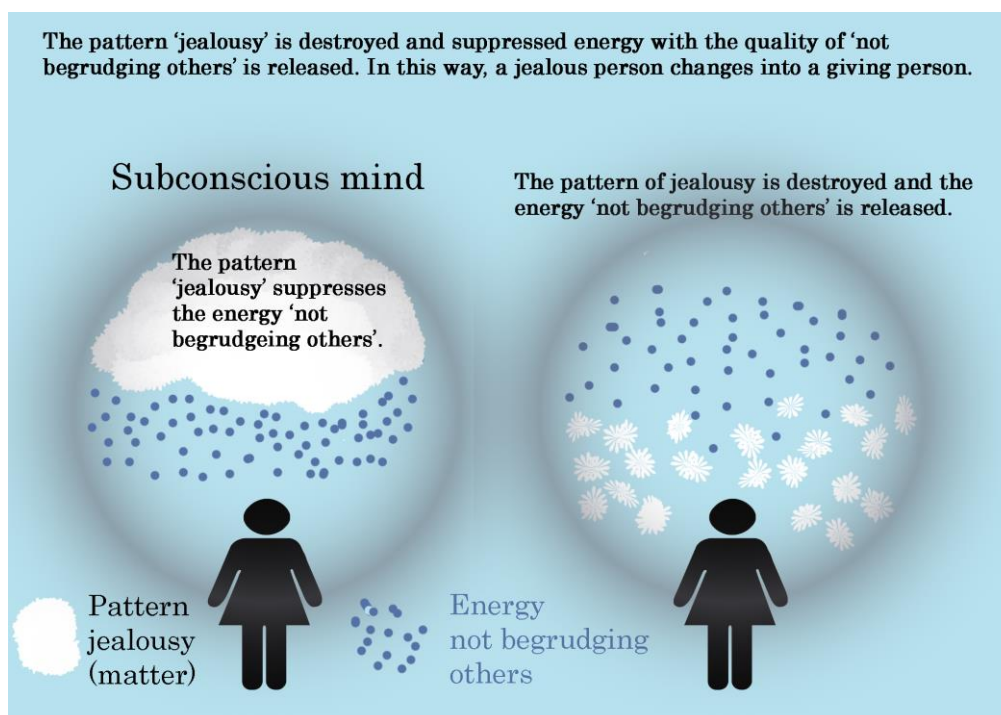 The pattern ‘jealousy’ is destroyed and suppressed energy with the quality of ‘not
begrudging others’ is released. In this way, a jealous person changes into a giving person.
Subconscious mind
The pattern
‘jealousy’ suppresses
the energy ‘not
begrudgeing others’.
The pattern of jealousy is destroyed and the
energy ‘not begrudging others’ is released.
Pattern
jealousy
(matter)
Energy
not begrudging
others